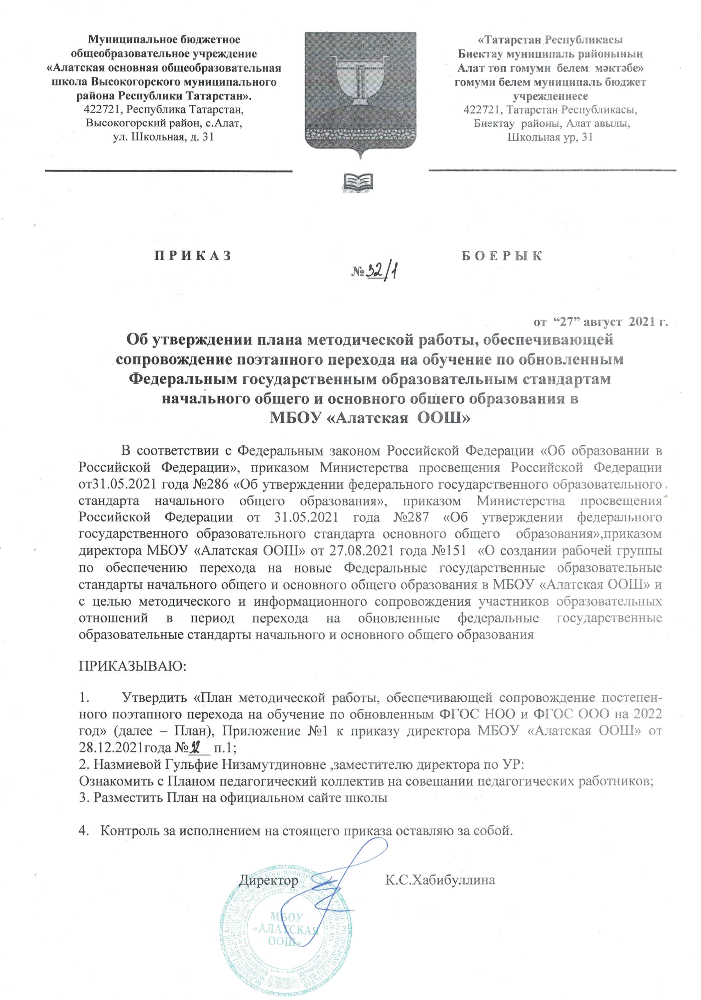 Муниципальное бюджетное
общеобразовательное учреждение
«Алатская основная общеобразовательная
школа Высокогорского муниципального
района Республики Татарстан».
422721, Республика Татарстан,
Высокогорский район, с.Алат,
ул. Школьная, д. 31
«Татарстан Республикасы
Биектау муниципаль районының
Алат төп гомуми белем мәктәбе»
гомуми белем муниципаль бюджет
учреждениесе
422721, Татарстан Республикасы,
Биектау районы, Алат авылы,
Школьная ур, 31
П Р И К А З
Б О Е Р Ы К
№ 32/1
от “27” август 2021 г.
Об утверждении плана методической работы, обеспечивающей
сопровождение поэтапного перехода на обучение по обновленным
Федеральным государственным образовательным стандартам
начального общего и основного общего образования в
МБОУ «Алатская ООШ»
В соответствии с Федеральным законом Российской Федерации «Об образовании в
Российской Федерации», приказом Министерства просвещения Российской Федерации
от31.05.2021 года №286 «Об утверждении федерального государственного образовательного
стандарта начального общего образования», приказом Министерства просвещения
Российской Федерации от 31.05.2021 года №287 «Об утверждении федерального
государственного образовательного стандарта основного общего образования»,приказом
директора МБОУ «Алатская ООШ» от 27.08.2021 года №151 «О создании рабочей группы
по обеспечению перехода на новые Федеральные государственные образовательные
стандарты начального общего и основного общего образования в МБОУ «Алатская ООШ» и
с целью методического и информационного сопровождения участников образовательных
отношений в период перехода на обновленные федеральные государственные
образовательные стандарты начального и основного общего образования
ПРИКАЗЫВАЮ:
1. Утвердить «План методической работы, обеспечивающей сопровождение постепен-
ного поэтапного перехода на обучение по обновленным ФГОС НОО и ФГОС ООО на 2022
год» (далее – План), Приложение №1 к приказу директора МБОУ «Алатская ООШ» от
28.12.2021года № п.1;
2. Назмиевой Гульфие Низамутдиновне ,заместителю директора по УР:
Ознакомить с Планом педагогический коллектив на совещании педагогических работников;
3. Разместить План на официальном сайте школы
4. Контроль за исполнением на стоящего приказа оставляю за собой.
Директор К.С.Хабибуллина
МБОУ
«АЛАТСКАЯ
ООШ»